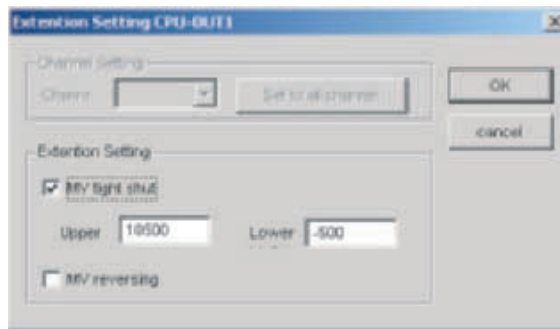 Extention Setting CPU-OUT1
Channel Setting
Channel
Set to all channel
OK
cancel
Extention Setting
MV tight shut
Upper 10500
Lower -500
MV reversing